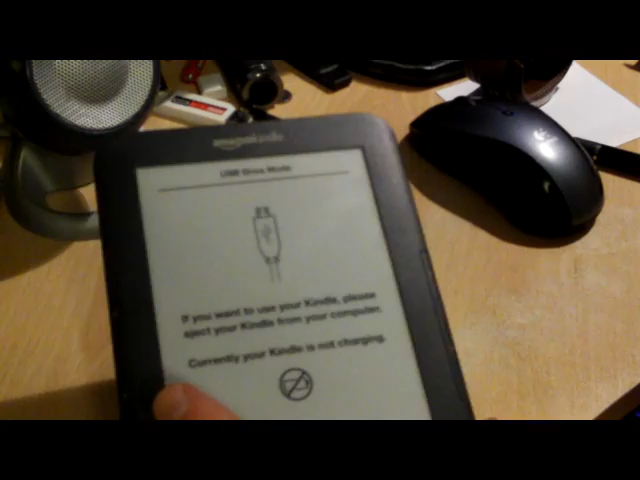 amazonkindle
USB Drive Mode
If you want to use your Kindle, please
eject your Kindle from your computer.
Currently your Kindle is not charging.